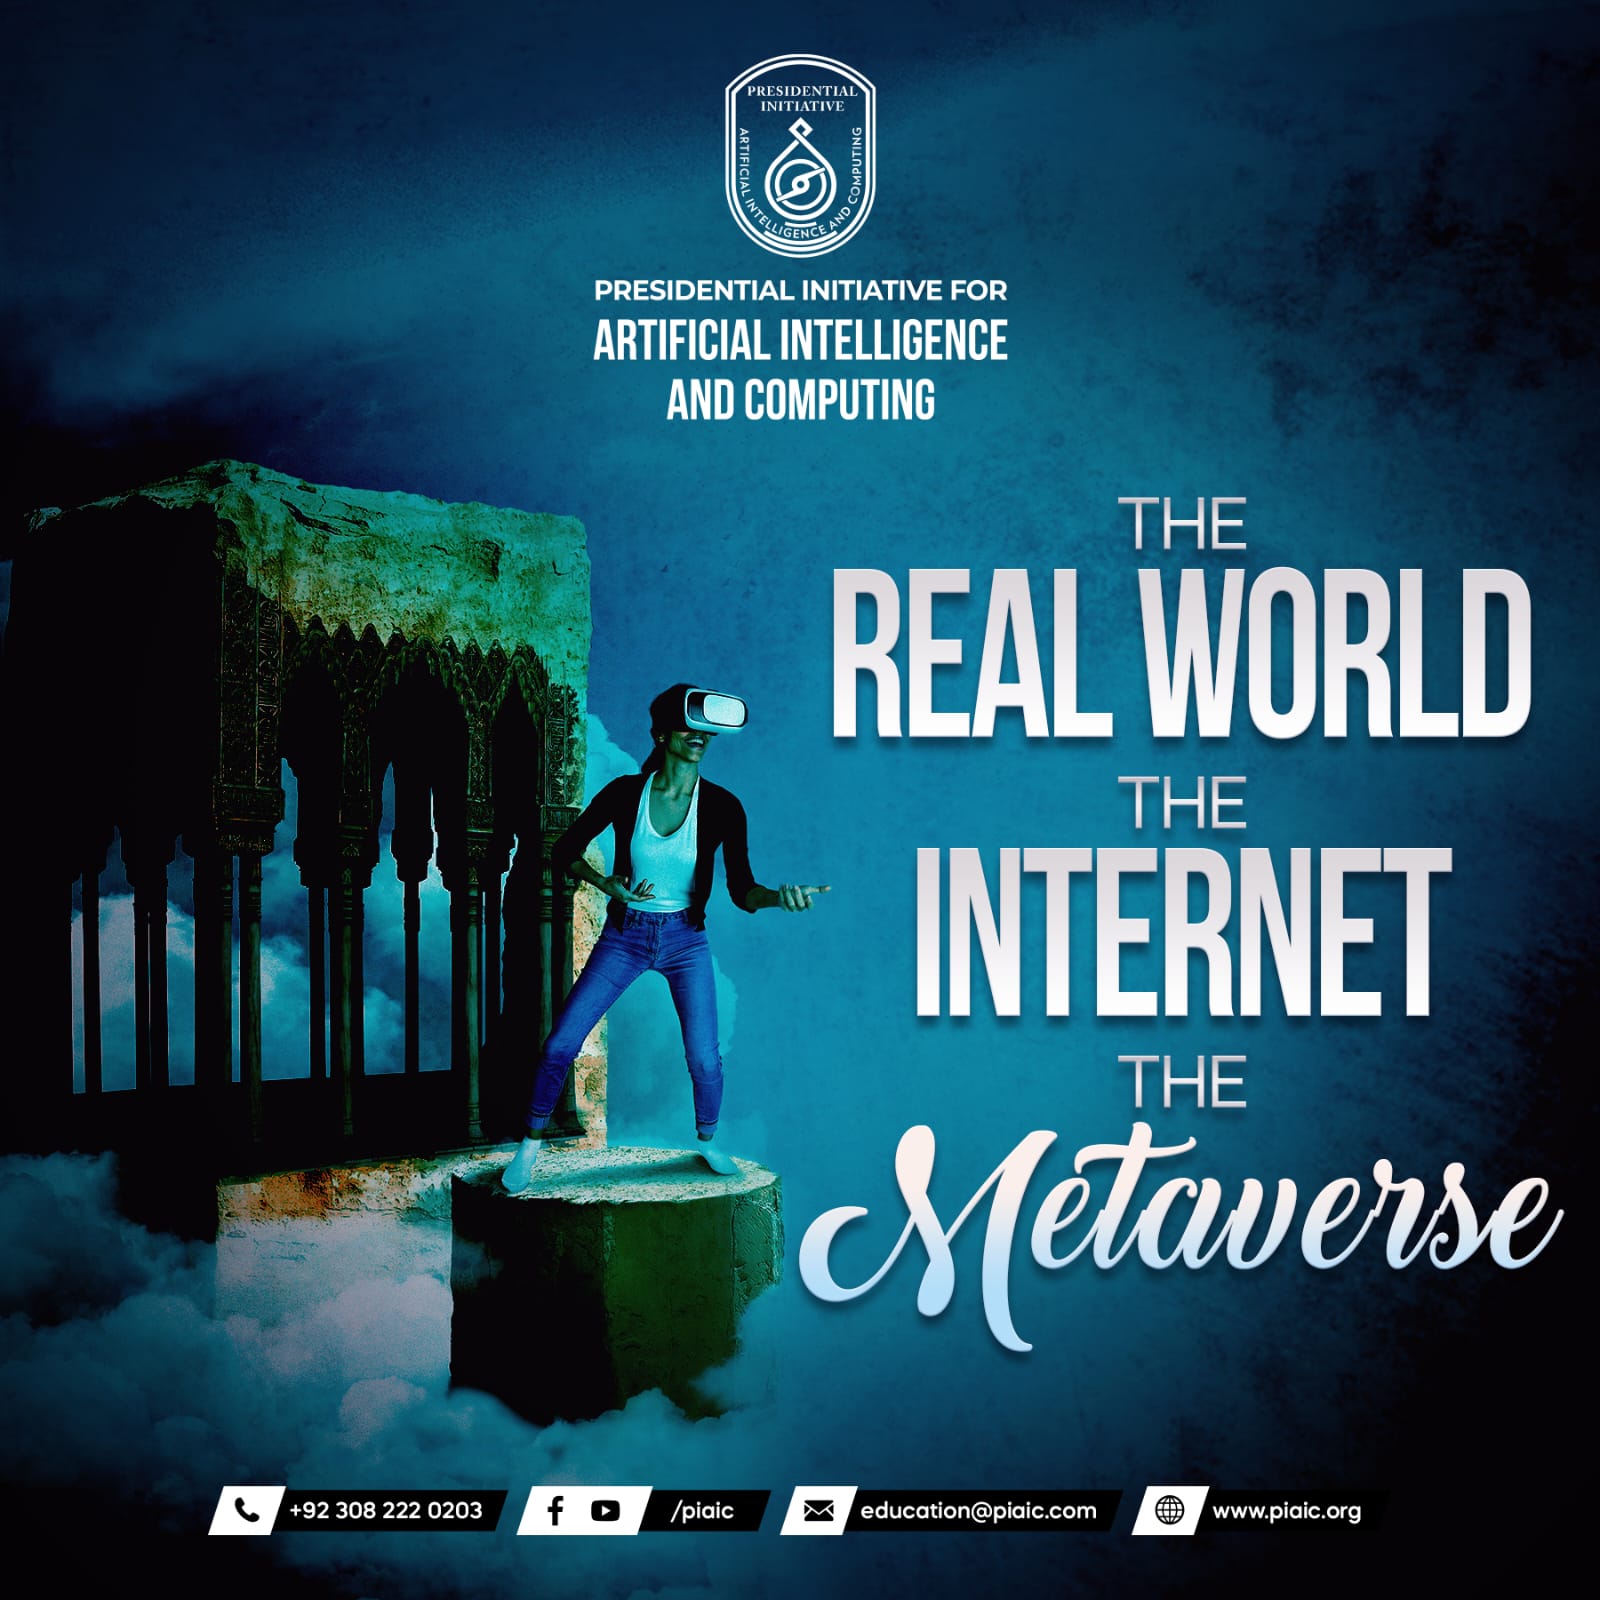 PRESIDENTIAL
INITIATIVE
ARTIFICIAL INTELLIGENCE AND COMPUTING
PRESIDENTIAL INITIATIVE FOR
ARTIFICIAL INTELLIGENCE
AND COMPUTING
THE
REAL WORLD
THE
INTERNET
THE
Metaverse
+92 308 222 0203 /piaic education@piaic.com www.piaic.org